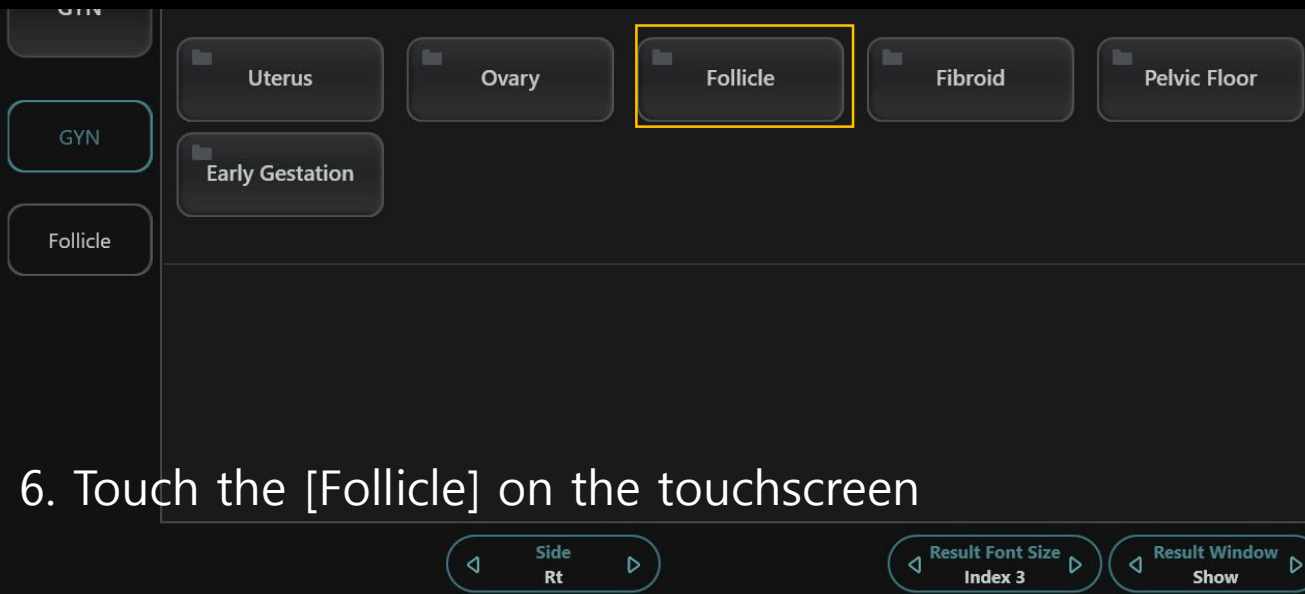 GYN
Uterus
Ovary
Follicle
Fibroid
Pelvic Floor
GYN
Early Gestation
Follicle
6. Touch the [Follicle] on the touchscreen
Side
Rt
Result Font Size
Index 3
Result Window
Show